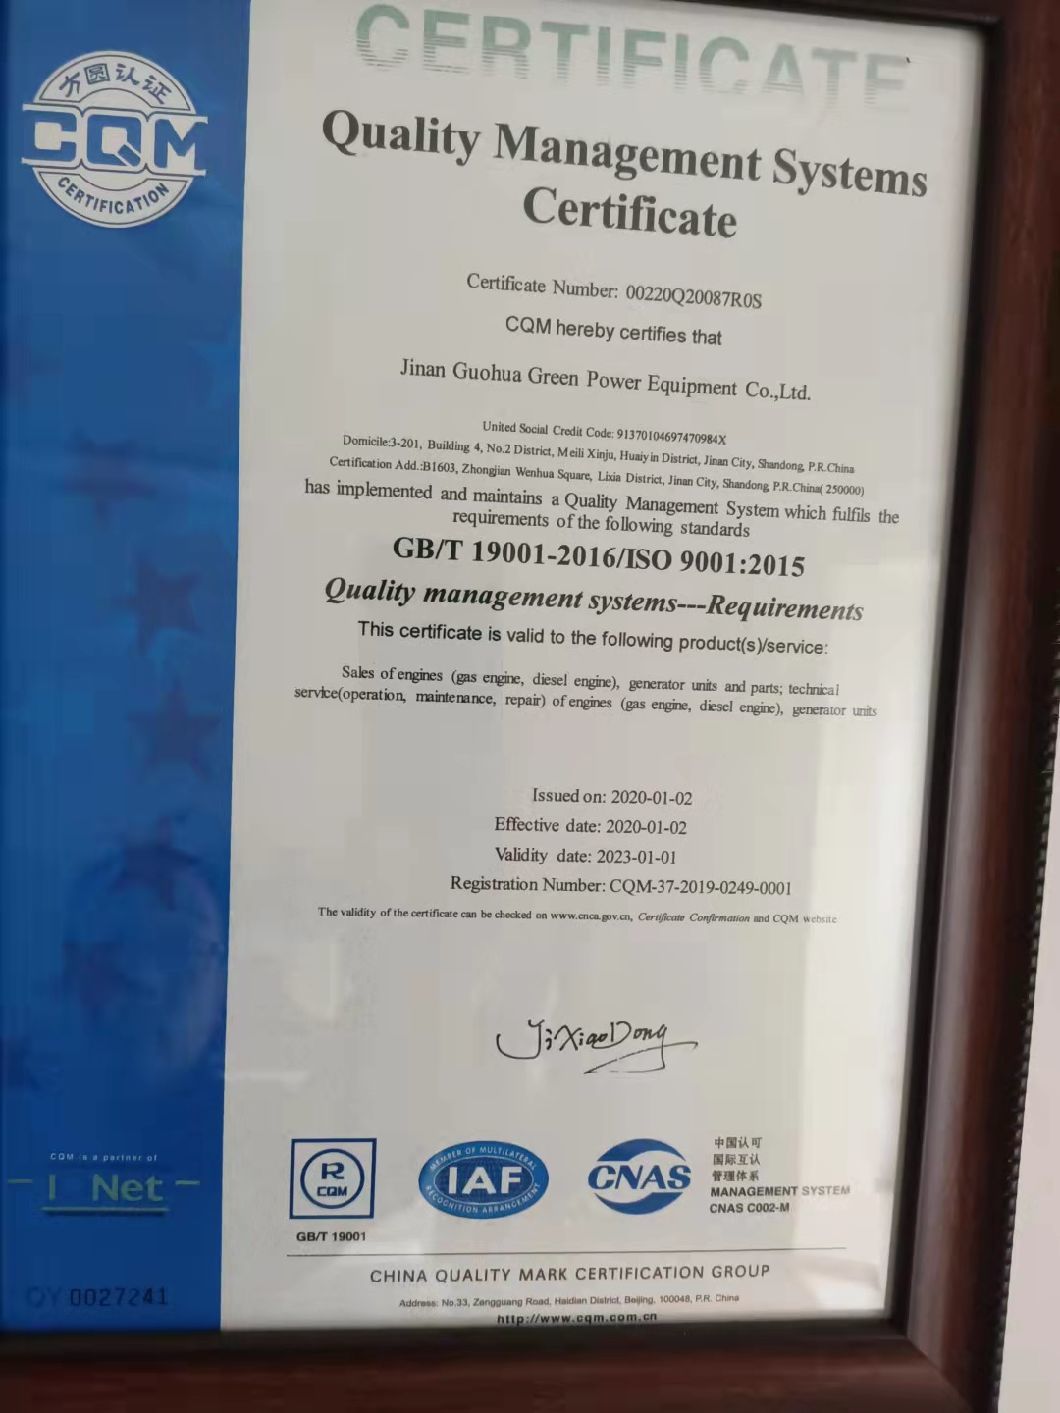 CERTIFICATE
方圆认证
CQM
CERTIFICATION
Quality Management Systems
Certificate
Certificate Number: 00220Q20087R0S
CQM hereby certifies that
Jinan Guohua Green Power Equipment Co.,Ltd.
United Social Credit Code: 91370104697470984X
Domicile:3-201, Building 4, No.2 District, Meili Xinju, Huaiyin District, Jinan City, Shandong, P.R.China
Certification Add.:B1603, Zhongjian Wenhua Square, Lixia District, Jinan City, Shandong, P.R.China( 250000)
has implemented and maintains a Quality Management System which fulfils the
requirements of the following standards
GB/T 19001-2016/ISO 9001:2015
Quality management systems---Requirements
This certificate is valid to the following product(s)/service:
Sales of engines (gas engine, diesel engine), generator units and parts; technical
service(operation, maintenance, repair) of engines (gas engine, diesel engine), generator units
Issued on: 2020-01-02
Effective date: 2020-01-02
Validity date: 2023-01-01
Registration Number: CQM-37-2019-0249-0001
The validity of the certificate can be checked on www.cnca.gov.cn, Certificate Confirmation and CQM website
Ji XiaoDong
CQM is a partner of
I Net
R
CQM
GB/T 19001
MEMBER OF MULTILATERAL
IAF
RECOGNITION ARRANGEMENT
CNAS
中国认可
国际互认
管理体系
MANAGEMENT SYSTEM
CNAS C002-M
CHINA QUALITY MARK CERTIFICATION GROUP
Address: No.33, Zengguang Road, Haidian District, Beijing, 100048, P.R. China
http://www.cqm.com.cn
OY 0027241